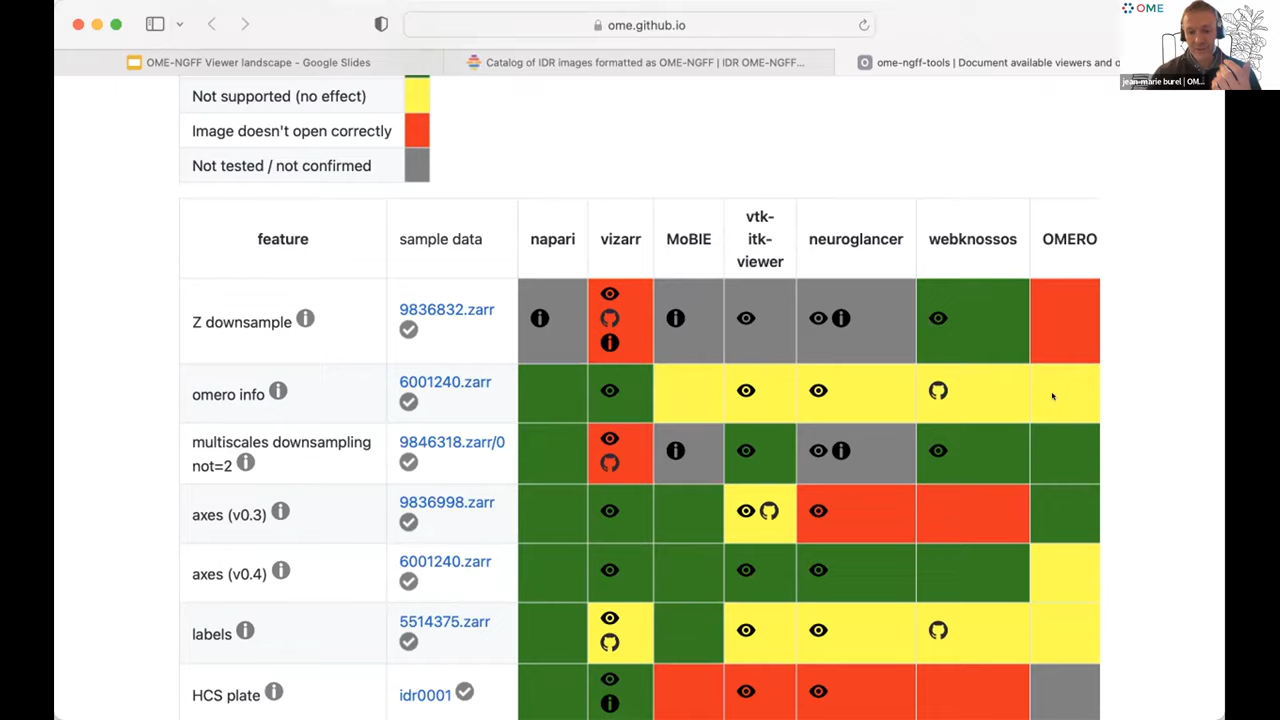 ome.github.io
OME
OME-NGFF Viewer landscape - Google Slides
Catalog of IDR images formatted as OME-NGFF | IDR OME-NGFF...
ome-ngff-tools | Document available viewers and o
jean-marie burel | OM...
Not supported (no effect)
Image doesn't open correctly
Not tested / not confirmed
feature
sample data
napari
vizarr
MoBIE
vtk-
itk-
viewer
neuroglancer
webknossos
OMERO
Z downsample
9836832.zarr
omero info
6001240.zarr
multiscales downsampling
not=2
9846318.zarr/0
axes (v0.3)
9836998.zarr
axes (v0.4)
6001240.zarr
labels
5514375.zarr
HCS plate
idr0001